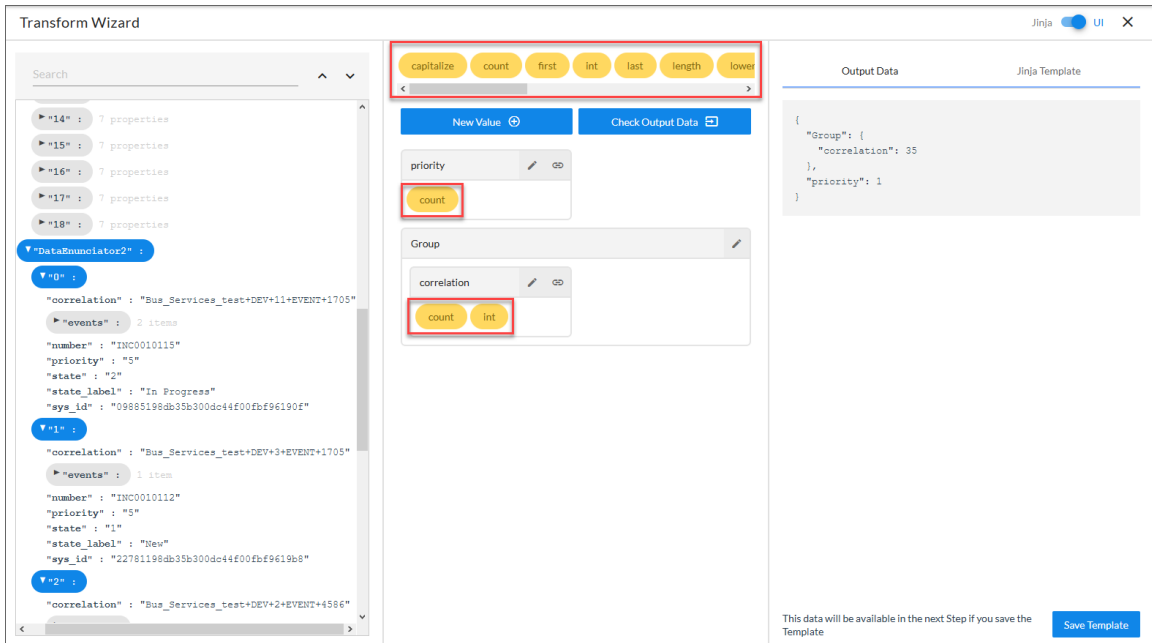 Transform Wizard
Jinja UI
Search
"14" : 7 properties
"15" : 7 properties
"16" : 7 properties
"17" : 7 properties
"18" : 7 properties
"DataEnunciator2" :
"0" :
"correlation" : "Bus_Services_test+DEV+11+EVENT+1705"
"events" : 2 items
"number" : "INC0010115"
"priority" : "5"
"state" : "2"
"state_label" : "In Progress"
"sys_id" : "09885198db35b300dc44f00fbf96190f"
"1" :
"correlation" : "Bus_Services_test+DEV+3+EVENT+1705"
"events" : 1 item
"number" : "INC0010112"
"priority" : "5"
"state" : "1"
"state_label" : "New"
"sys_id" : "22781198db35b300dc44f00fbf9619b8"
"2" :
"correlation" : "Bus_Services_test+DEV+2+EVENT+4586"
capitalize count first int last length lower
New Value Check Output Data
priority
count
Group
correlation
count int
Output Data Jinja Template
{
"Group": {
"correlation": 35
},
"priority": 1
}
This data will be available in the next Step if you save the
Template
Save Template